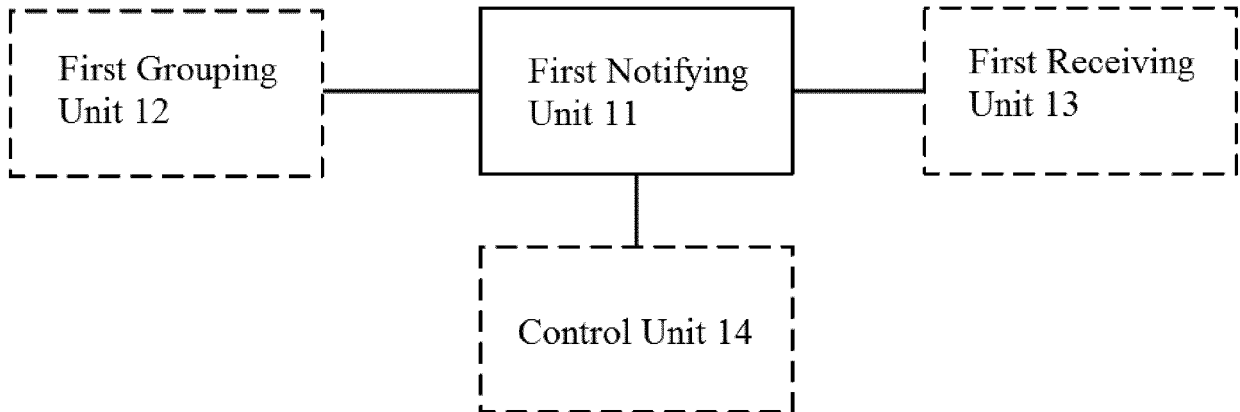 First Grouping
Unit 12
First Notifying
Unit 11
First Receiving
Unit 13
Control Unit 14